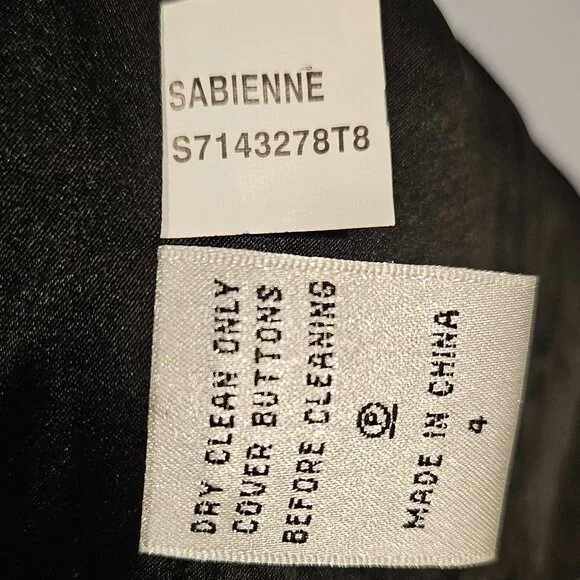 SABIENNE
S7143278T8
DRY CLEAN ONLY
COVER BUTTONS
BEFORE CLEANING
P
MADE IN CHINA
4